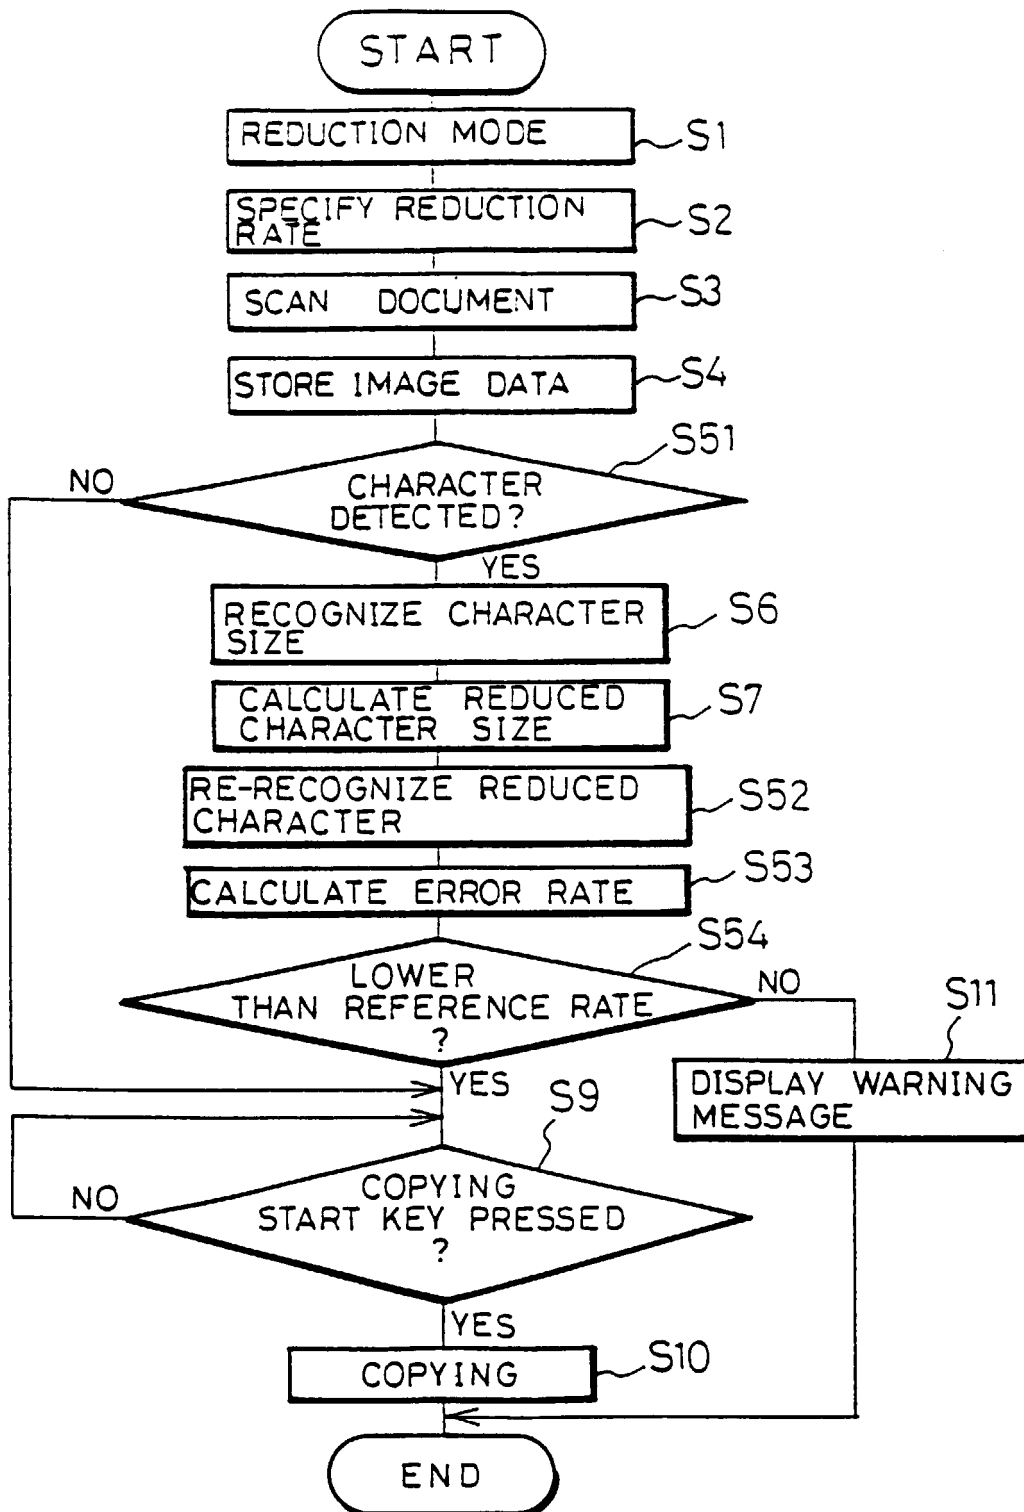 START
REDUCTION MODE
S1
SPECIFY REDUCTION
RATE
S2
SCAN DOCUMENT
S3
STORE IMAGE DATA
S4
S51
NO
CHARACTER
DETECTED?
YES
RECOGNIZE CHARACTER
SIZE
S6
CALCULATE REDUCED
CHARACTER SIZE
S7
RE-RECOGNIZE REDUCED
CHARACTER
S52
CALCULATE ERROR RATE
S53
S54
LOWER
THAN REFERENCE RATE
?
NO
S11
YES
DISPLAY WARNING
MESSAGE
S9
NO
COPYING
START KEY PRESSED
?
YES
COPYING
S10
END